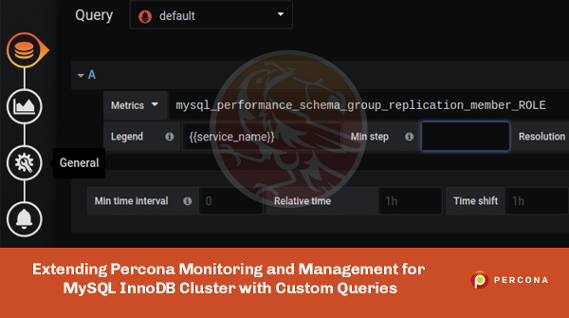 Query
default
A
Metrics
mysql_performance_schema_group_replication_member_ROLE
Legend
{{service_name}}
Min step
Resolution
General
Min time interval
0
Relative time
1h
Time shift
1h
Extending Percona Monitoring and Management for
MySQL InnoDB Cluster with Custom Queries
PERCONA